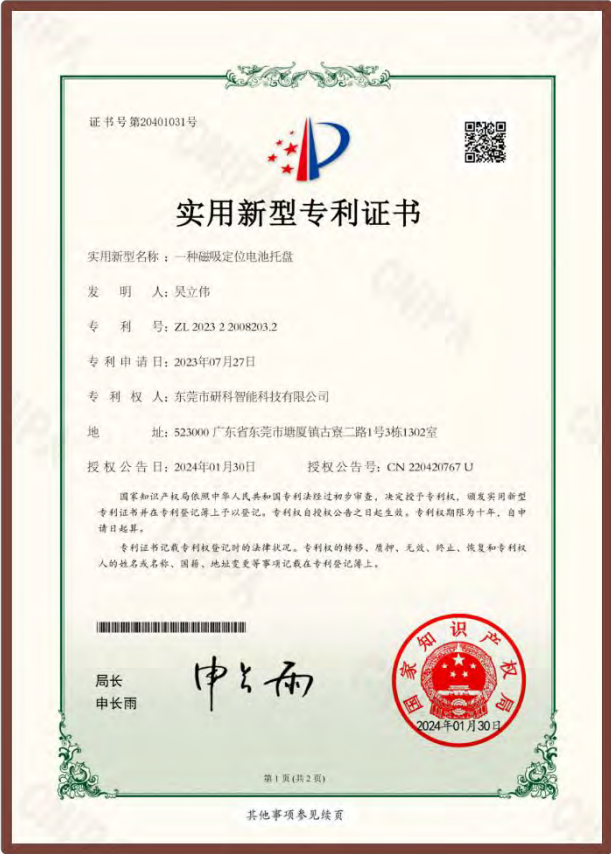 证书号第20401031号
实用新型专利证书
实用新型名称：一种磁吸定位电池托盘
发明人：吴立伟
专利号：ZL 2023 2 2008203.2
专利申请日：2023年07月27日
专利权人：东莞市研科智能科技有限公司
地址：523000 广东省东莞市塘厦镇古寮二路1号3栋1302室
授权公告日：2024年01月30日 授权公告号：CN 220420767 U
国家知识产权局依照中华人民共和国专利法经过初步审查，决定授予专利权，颁发实用新型
专利证书并在专利登记簿上予以登记。专利权自授权公告之日起生效。专利权期限为十年，自申
请日起算。
专利证书记载专利权登记时的法律状况。专利权的转移、质押、无效、终止、恢复和专利权
人的姓名或名称、国籍、地址变更等事项记载在专利登记簿上。
局长
申长雨
申长雨
国家知识产权局
2024年01月30日
第1页(共2页)
其他事项参见续页
CNIPA